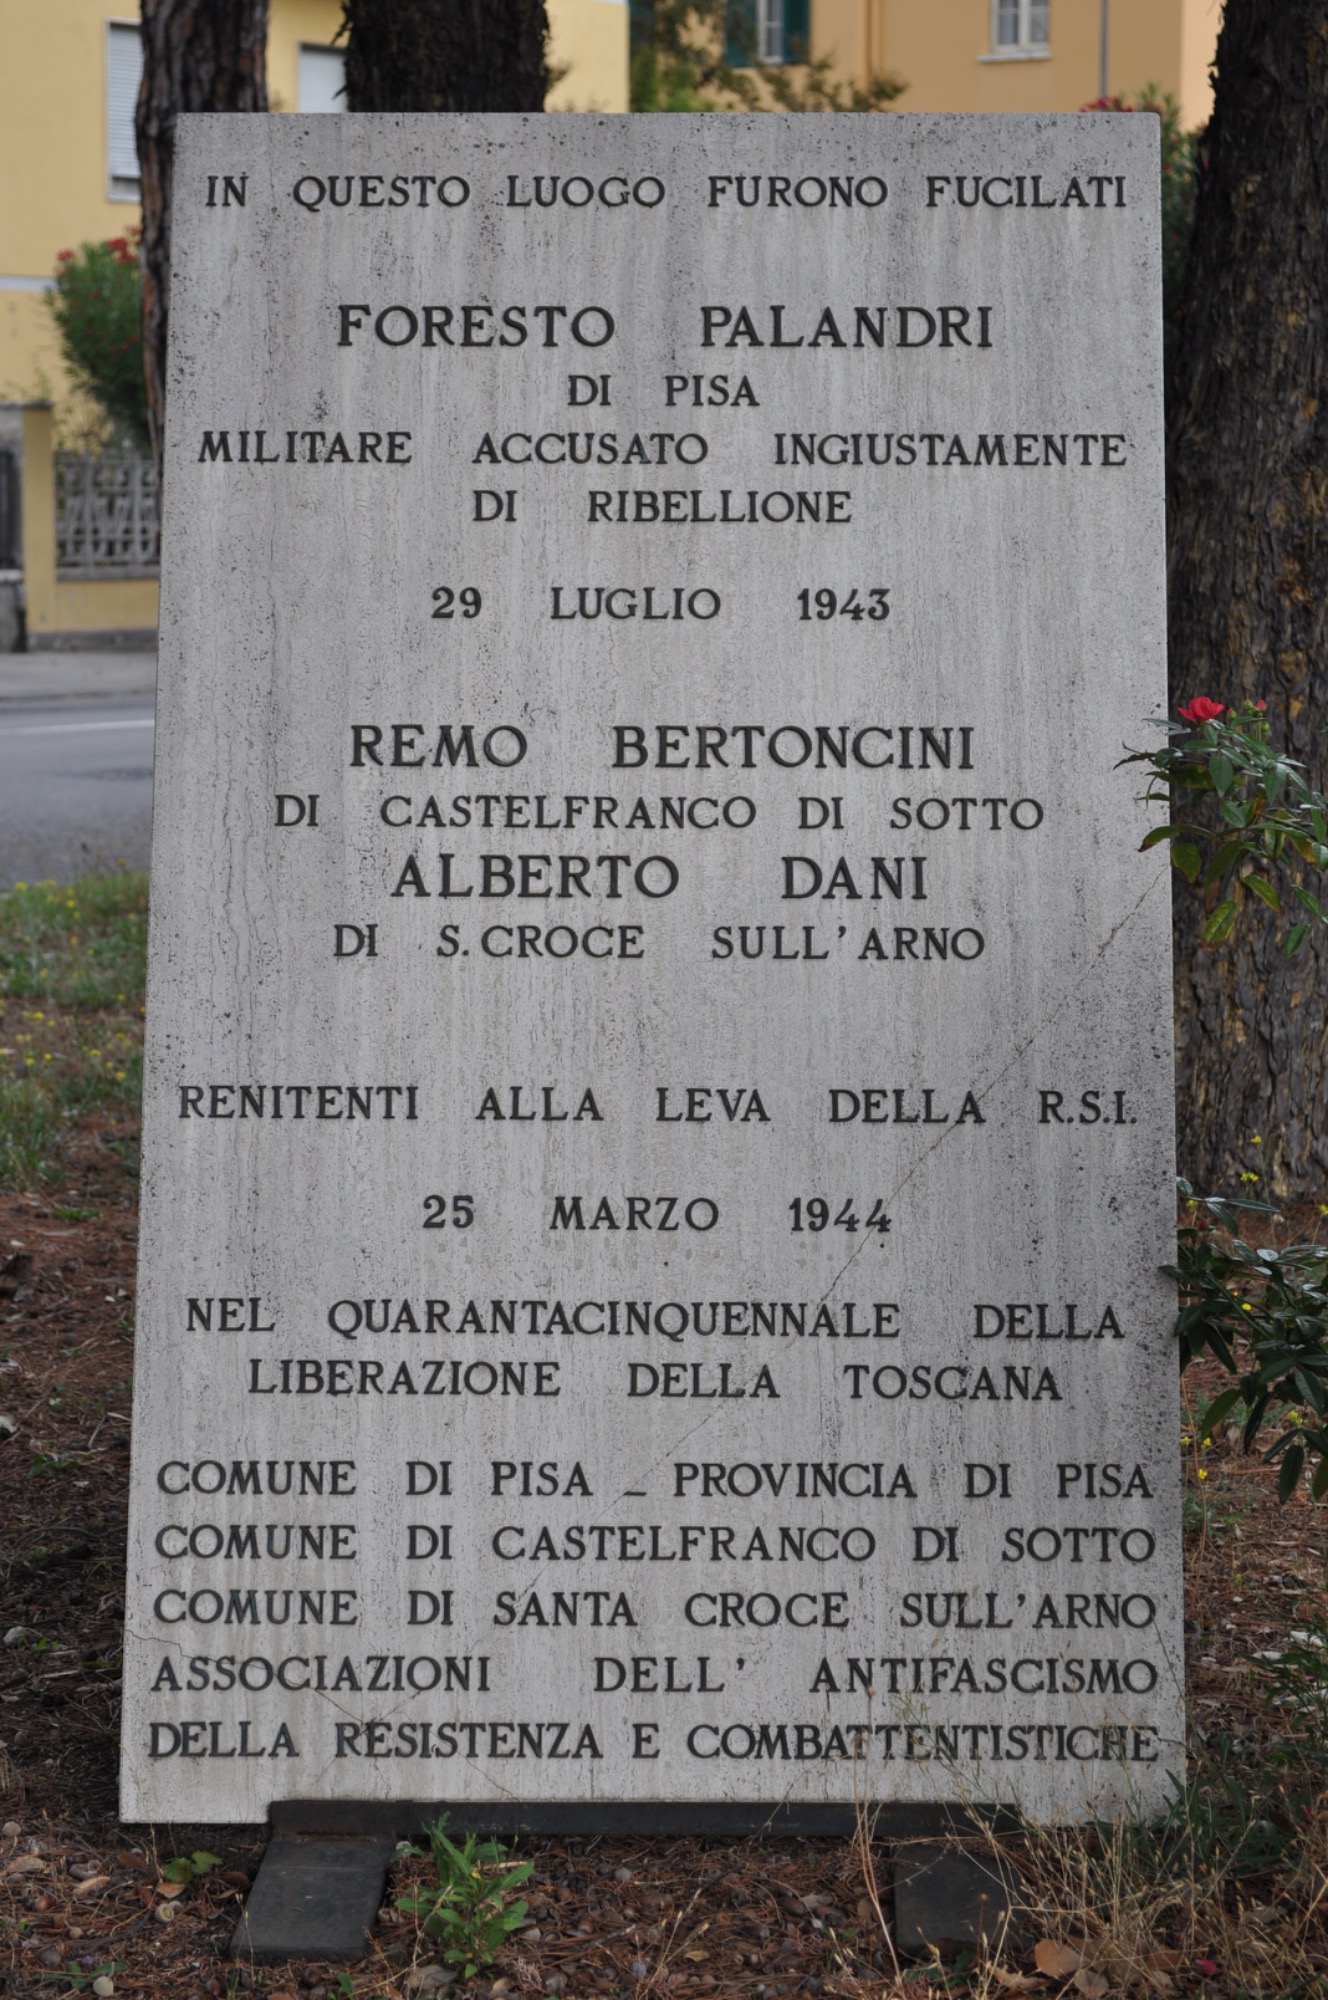 IN QUESTO LUOGO FURONO FUCILATI
FORESTO PALANDRI
DI PISA
MILITARE ACCUSATO INGIUSTAMENTE
DI RIBELLIONE
29 LUGLIO 1943
REMO BERTONCINI
DI CASTELFRANCO DI SOTTO
ALBERTO DANI
DI S. CROCE SULL'ARNO
RENITENTI ALLA LEVA DELLA R.S.I.
25 MARZO 1944
NEL QUARANTACINQUENNALE DELLA
LIBERAZIONE DELLA TOSCANA
COMUNE DI PISA _ PROVINCIA DI PISA
COMUNE DI CASTELFRANCO DI SOTTO
COMUNE DI SANTA CROCE SULL'ARNO
ASSOCIAZIONI DELL' ANTIFASCISMO
DELLA RESISTENZA E COMBATTENTISTICHE